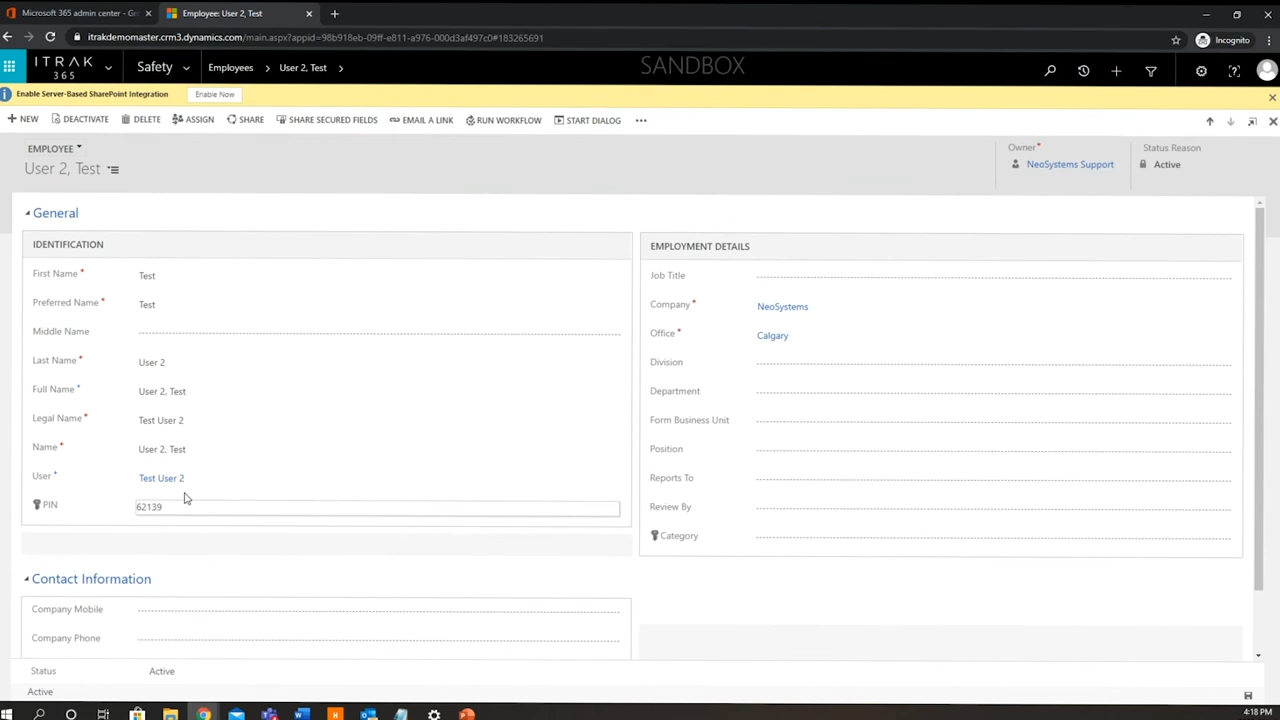 Microsoft 365 admin center - Gr
Employee: User 2, Test
itrakdemomaster.crm3.dynamics.com/main.aspx?appid=98b918eb-09ff-e811-a976-000d3af497c0#183265691
Incognito
ITRAK 365
Safety
Employees
User 2, Test
SANDBOX
Enable Server-Based SharePoint Integration
Enable Now
NEW
DEACTIVATE
DELETE
ASSIGN
SHARE
SHARE SECURED FIELDS
EMAIL A LINK
RUN WORKFLOW
START DIALOG
EMPLOYEE
User 2, Test
Owner*
NeoSystems Support
Status Reason
Active
General
IDENTIFICATION
First Name* Test
Preferred Name* Test
Middle Name
Last Name* User 2
Full Name* User 2, Test
Legal Name* Test User 2
Name* User 2, Test
User* Test User 2
PIN 62139
EMPLOYMENT DETAILS
Job Title
Company* NeoSystems
Office* Calgary
Division
Department
Form Business Unit
Position
Reports To
Review By
Category
Contact Information
Company Mobile
Company Phone
Status Active
Active
4:18 PM